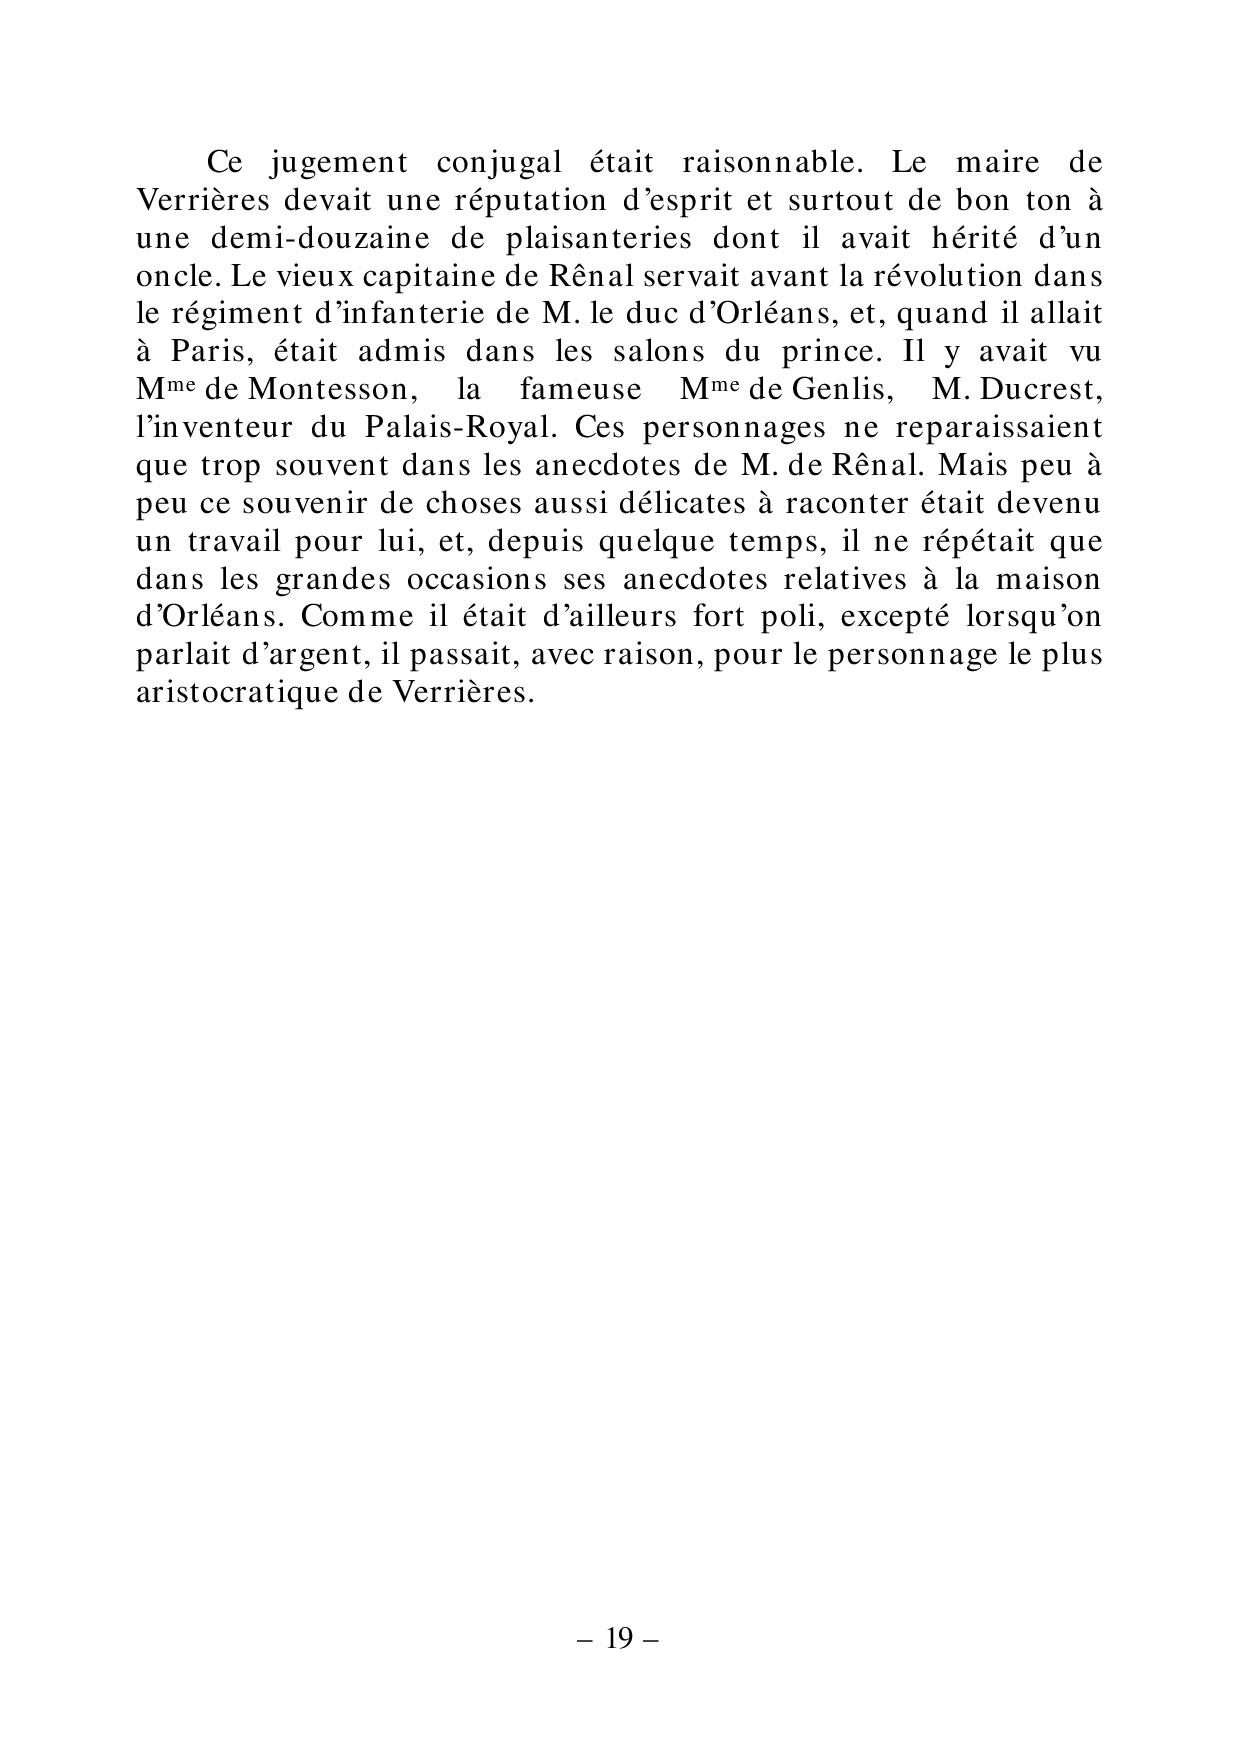 Ce jugement conjugal était raisonnable. Le maire de
Verrières devait une réputation d’esprit et surtout de bon ton à
une demi-douzaine de plaisanteries dont il avait hérité d’un
oncle. Le vieux capitaine de Rênal servait avant la révolution dans
le régiment d’infanterie de M. le duc d’Orléans, et, quand il allait
à Paris, était admis dans les salons du prince. Il y avait vu
Mme de Montesson, la fameuse Mme de Genlis, M. Ducrest,
l’inventeur du Palais-Royal. Ces personnages ne reparaissaient
que trop souvent dans les anecdotes de M. de Rênal. Mais peu à
peu ce souvenir de choses aussi délicates à raconter était devenu
un travail pour lui, et, depuis quelque temps, il ne répétait que
dans les grandes occasions ses anecdotes relatives à la maison
d’Orléans. Comme il était d’ailleurs fort poli, excepté lorsqu’on
parlait d’argent, il passait, avec raison, pour le personnage le plus
aristocratique de Verrières.
– 19 –